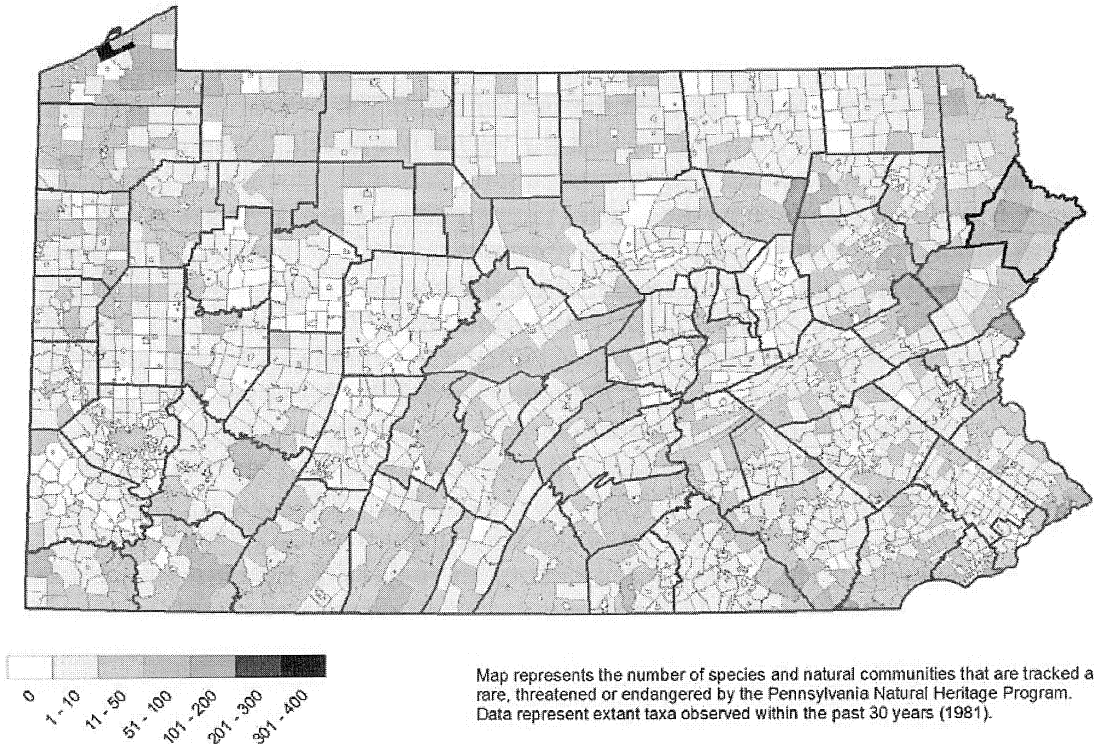 0
1 - 10
11 - 50
51 - 100
101 - 200
201 - 300
301 - 400
Map represents the number of species and natural communities that are tracked a
rare, threatened or endangered by the Pennsylvania Natural Heritage Program.
Data represent extant taxa observed within the past 30 years (1981).